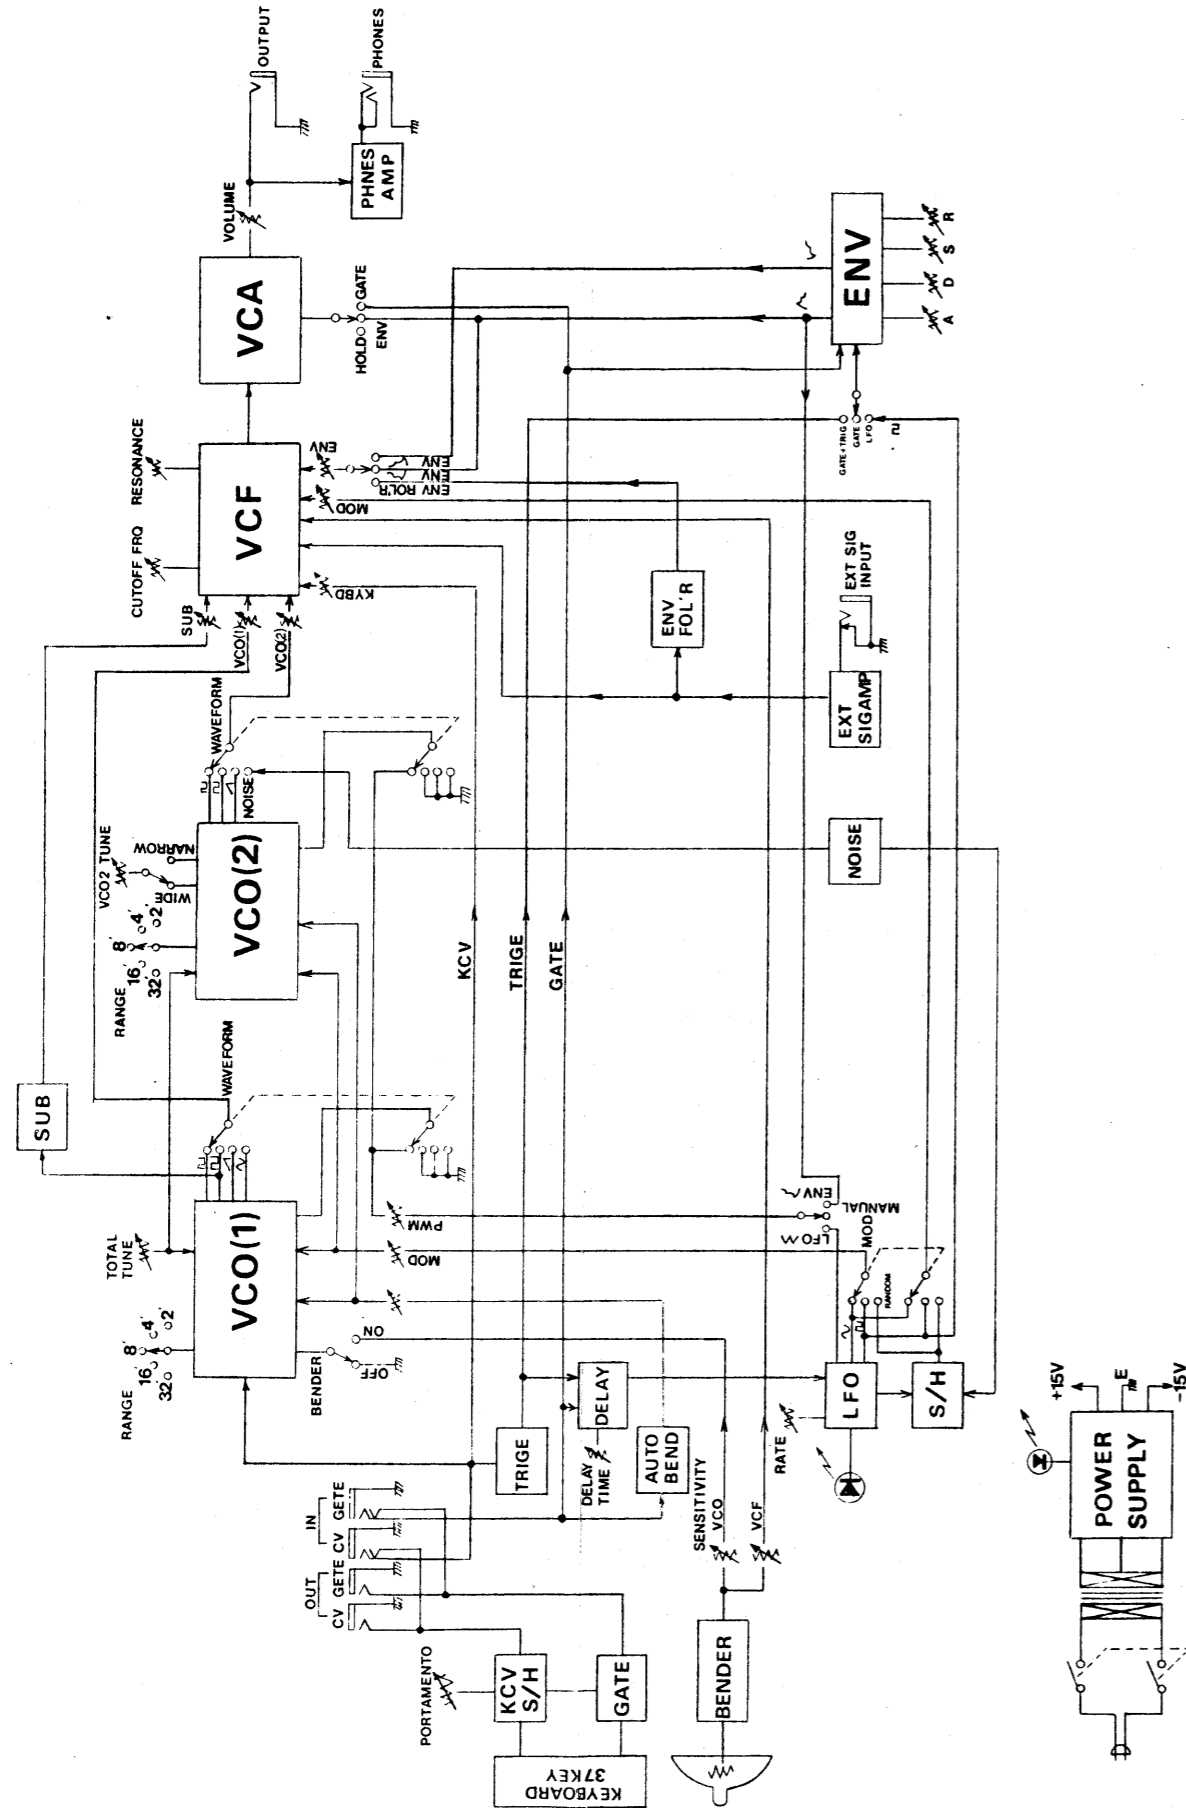 OUTPUT
PHONES
PHNES
AMP
VOLUME
VCA
HOLD
ENV
GATE
ENV
A
D
S
R
RESONANCE
CUTOFF FRQ
VCF
SUB
VCO(1)
VCO(2)
KYBD
MOD
ENV
ENV
ENV
ENV ROL'R
GATE+TRIG
GATE
LFO
ENV
FOL'R
EXT SIG
INPUT
EXT
SIGAMP
WAVEFORM
NOISE
VCO2 TUNE
NARROW
WIDE
RANGE
32'
16'
8'
4'
2'
VCO(2)
NOISE
KCV
TRIGE
GATE
SUB
WAVEFORM
TOTAL
TUNE
RANGE
32'
16'
8'
4'
2'
VCO(1)
PWM
MOD
BENDER
OFF
ON
LFO
MANUAL
ENV
MOD
RANDOM
TRIGE
DELAY
DELAY
TIME
AUTO
BEND
RATE
LFO
S/H
SENSITIVITY
VCO
VCF
OUT
IN
CV
GETE
CV
GETE
PORTAMENTO
KCV
S/H
GATE
BENDER
KEYBOARD
37KEY
POWER
SUPPLY
+15V
E
-15V